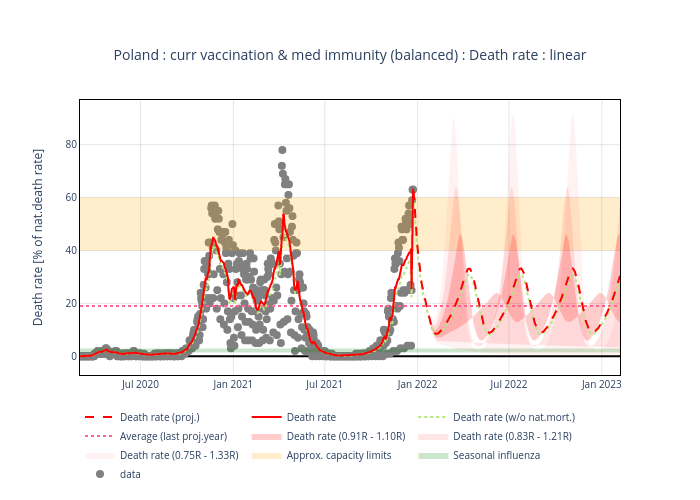 Poland : curr vaccination & med immunity (balanced) : Death rate : linear
Death rate [% of nat.death rate]
80
60
40
20
0
Jul 2020
Jan 2021
Jul 2021
Jan 2022
Jul 2022
Jan 2023
Death rate (proj.)
Death rate
Death rate (w/o nat.mort.)
Average (last proj.year)
Death rate (0.91R - 1.10R)
Death rate (0.83R - 1.21R)
Death rate (0.75R - 1.33R)
Approx. capacity limits
Seasonal influenza
data